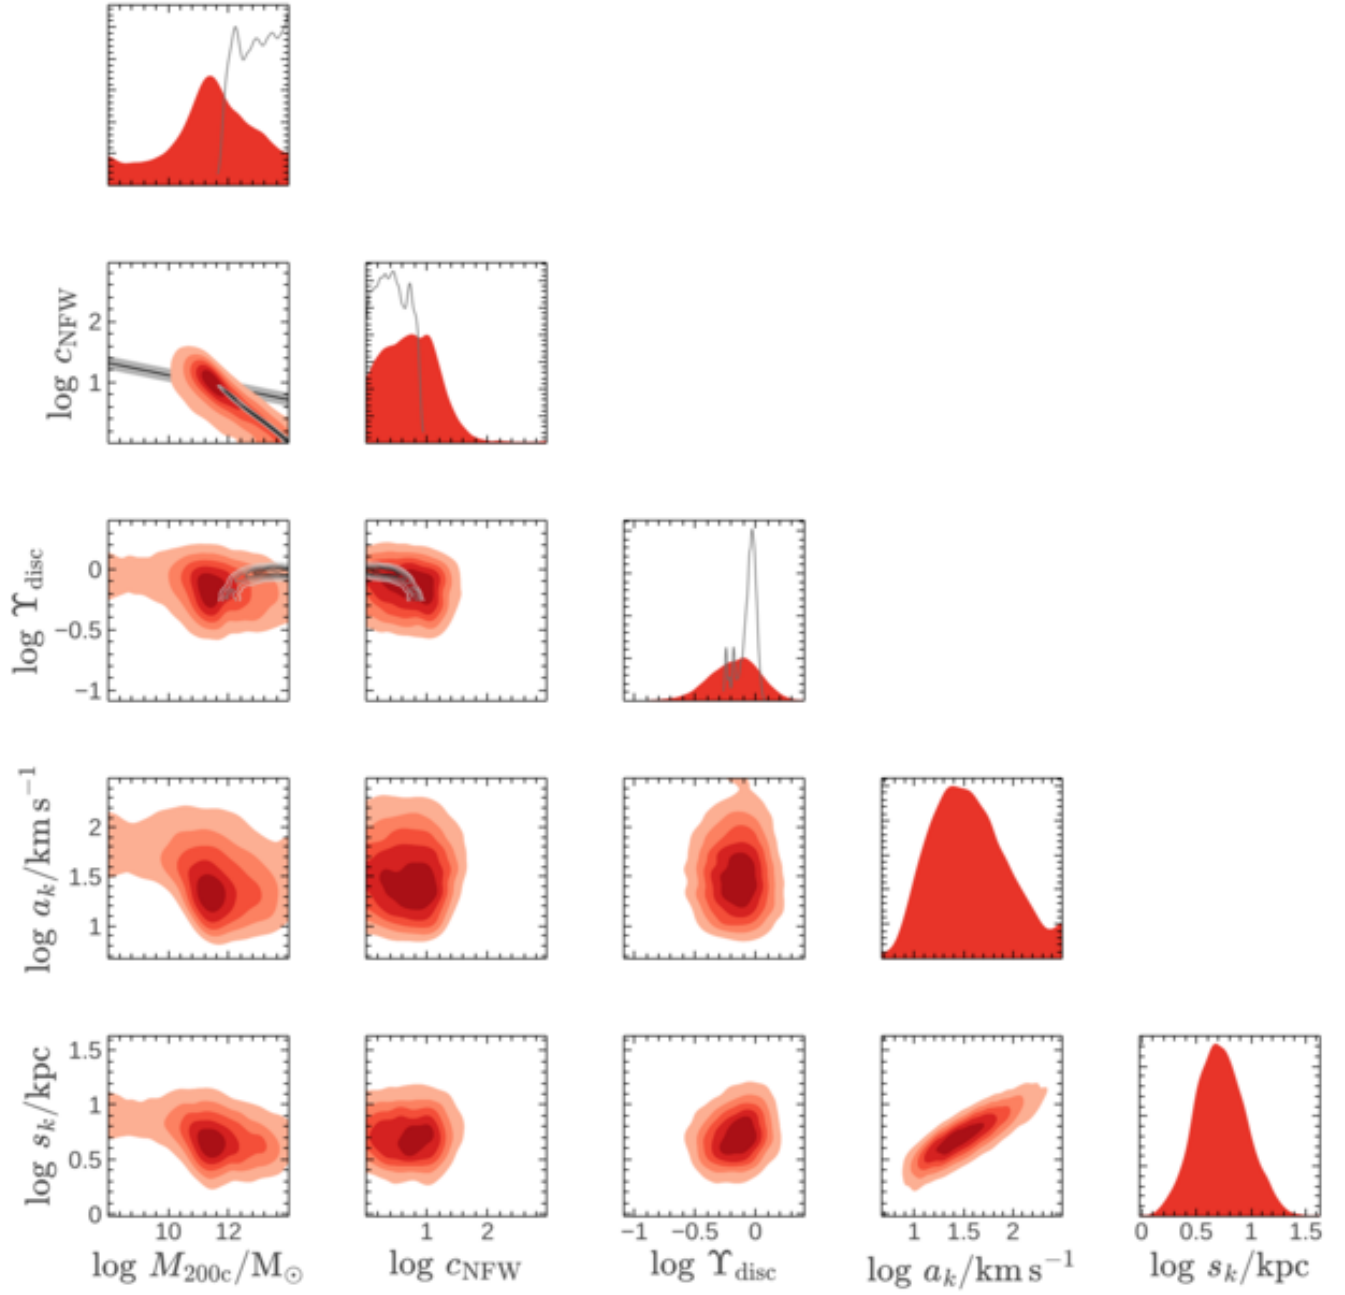 log c_NFW
2
1
log ϒ_disc
0
−0.5
−1
log a_k/km s⁻¹
2
1.5
1
log s_k/kpc
1.5
1
0.5
0
10 12 1 2 −1 −0.5 0 1 1.5 2 0 0.5 1 1.5
log M_200c/M_⊙ log c_NFW log ϒ_disc log a_k/km s⁻¹ log s_k/kpc